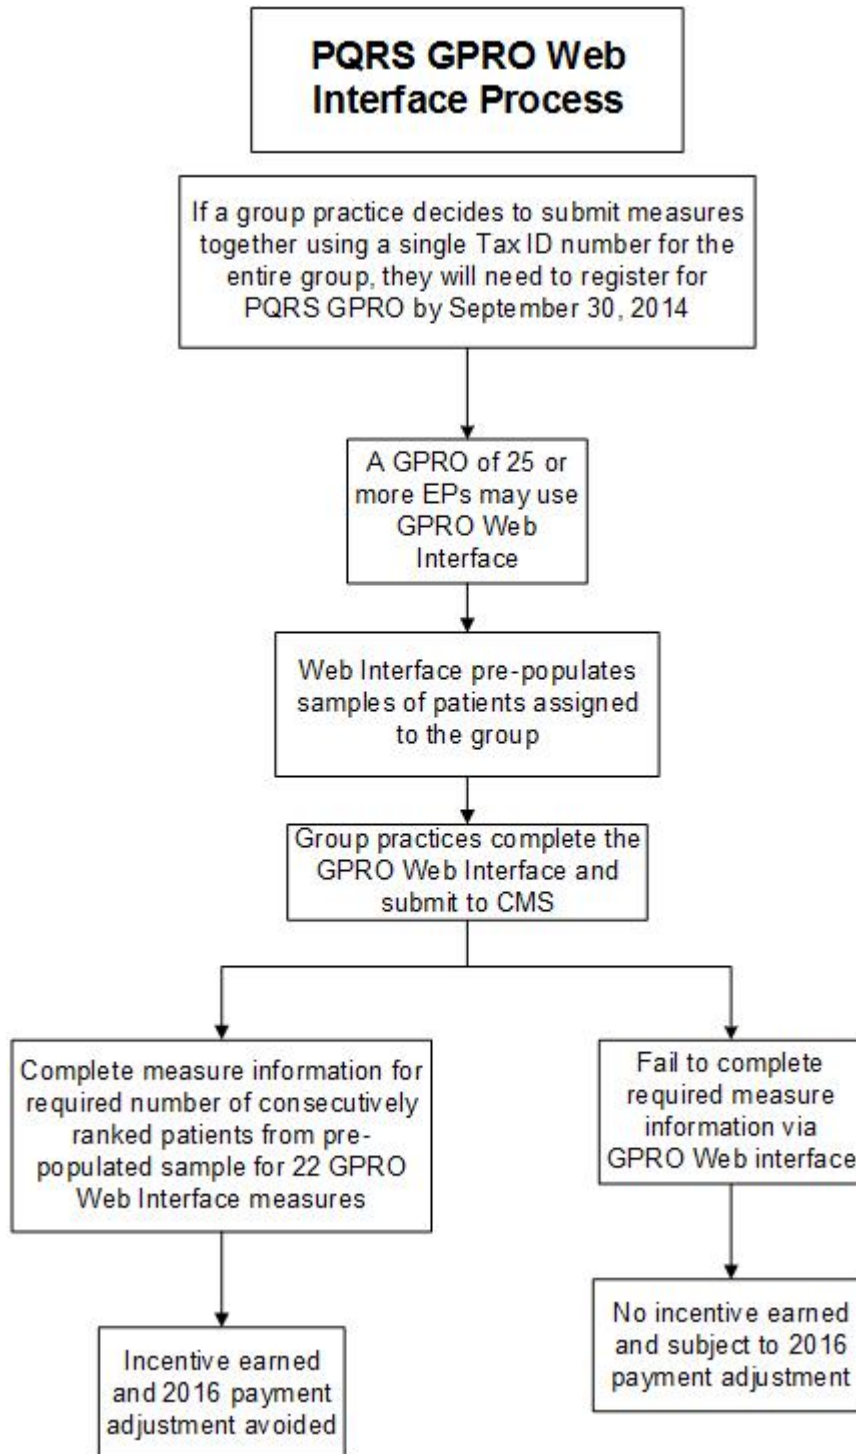 PQRS GPRO Web
Interface Process
If a group practice decides to submit measures
together using a single Tax ID number for the
entire group, they will need to register for
PQRS GPRO by September 30, 2014
A GPRO of 25 or
more EPs may use
GPRO Web
Interface
Web Interface pre-populates
samples of patients assigned
to the group
Group practices complete the
GPRO Web Interface and
submit to CMS
Complete measure information for
required number of consecutively
ranked patients from pre-
populated sample for 22 GPRO
Web Interface measures
Fail to complete
required measure
information via
GPRO Web interface
Incentive earned
and 2016 payment
adjustment avoided
No incentive earned
and subject to 2016
payment adjustment